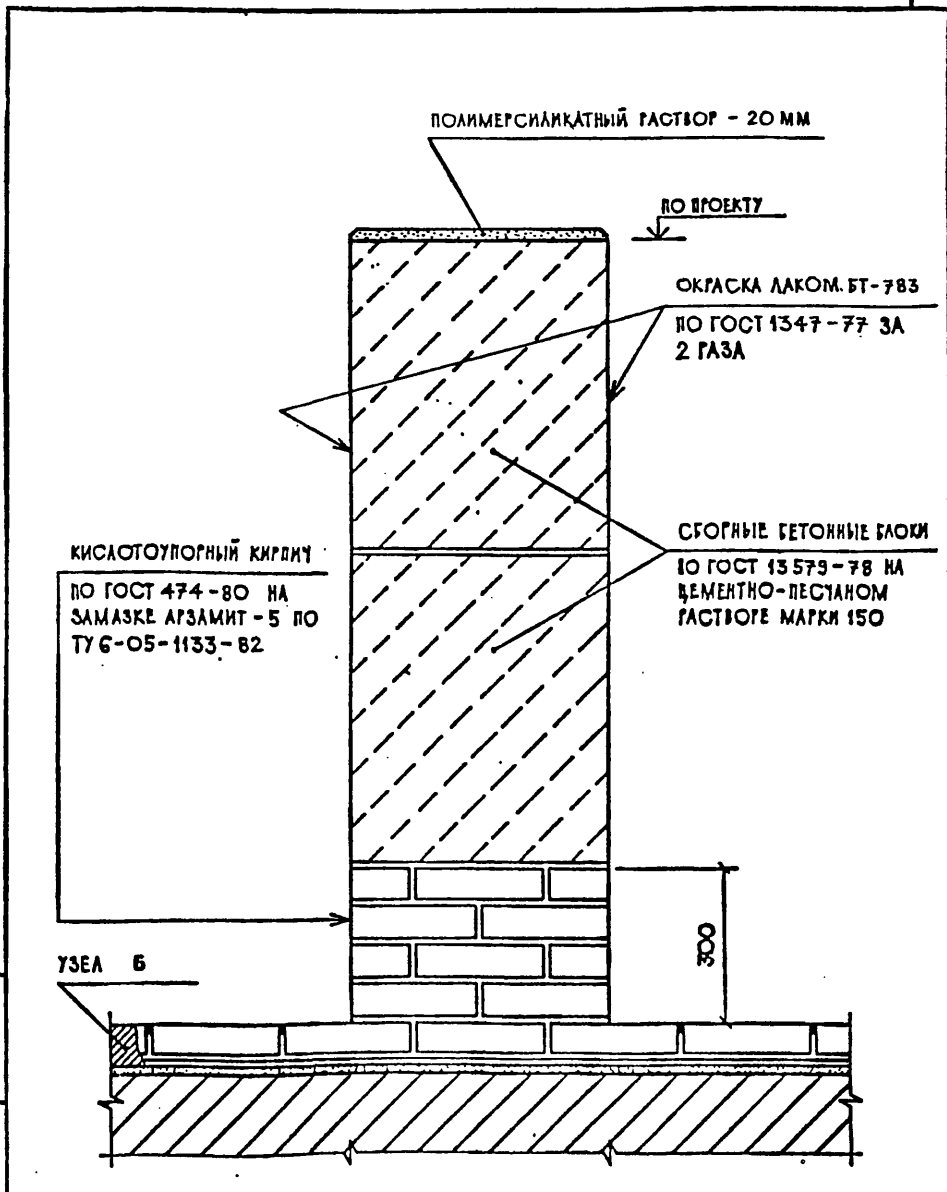 ПОЛИМЕРСИЛИКАТНЫЙ РАСТВОР - 20 ММ
ПО ПРОЕКТУ
ОКРАСКА ЛАКОМ БТ-783
ПО ГОСТ 1347-77 ЗА
2 РАЗА
КИСЛОТОУПОРНЫЙ КИРПИЧ
ПО ГОСТ 474-80 НА
ЗАМАЗКЕ АРЗАМИТ-5 ПО
ТУ 6-05-1133-82
СБОРНЫЕ БЕТОННЫЕ БЛОКИ
ПО ГОСТ 13579-78 НА
ЦЕМЕНТНО-ПЕСЧАНОМ
РАСТВОРЕ МАРКИ 150
300
УЗЕЛ Б